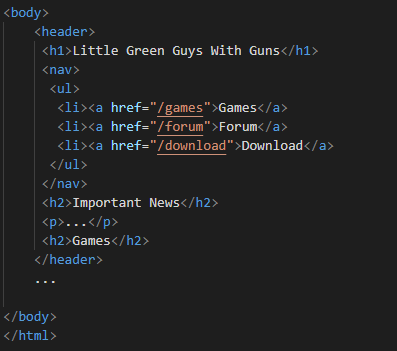 <body>
    <header>
     <h1>Little Green Guys With Guns</h1>
     <nav>
      <ul>
       <li><a href="/games">Games</a>
       <li><a href="/forum">Forum</a>
       <li><a href="/download">Download</a>
      </ul>
     </nav>
     <h2>Important News</h2>
     <p>...</p>
     <h2>Games</h2>
    </header>
    ...
</body>
</html>